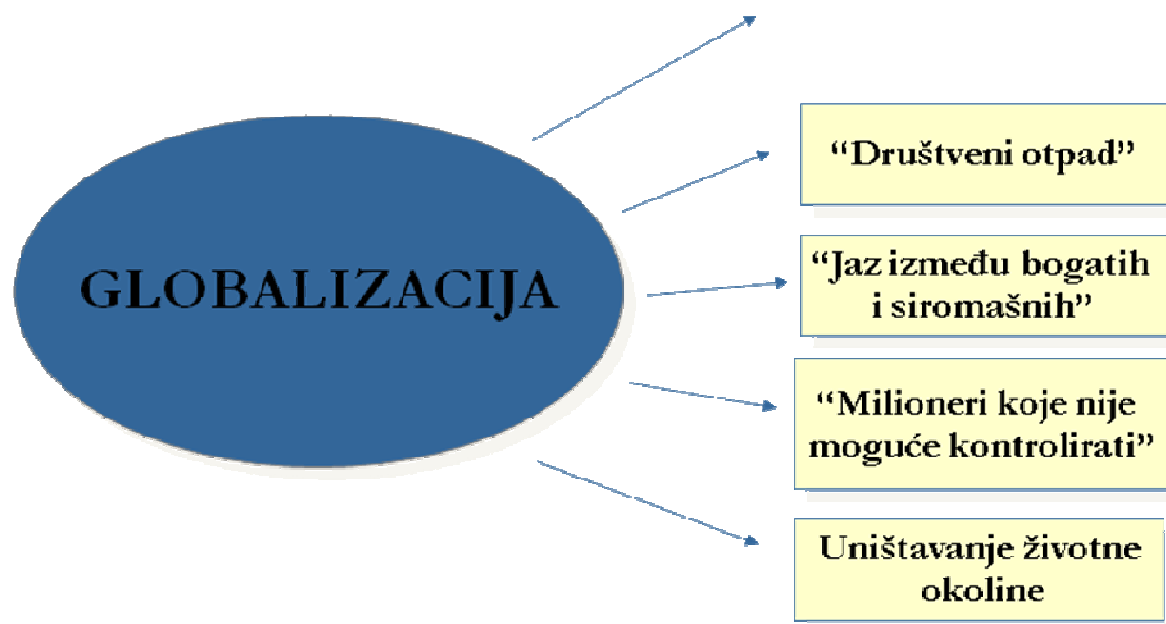 GLOBALIZACIJA
“Društveni otpad”
“Jaz između bogatih
i siromašnih”
“Milioneri koje nije
moguće kontrolirati”
Uništavanje životne
okoline